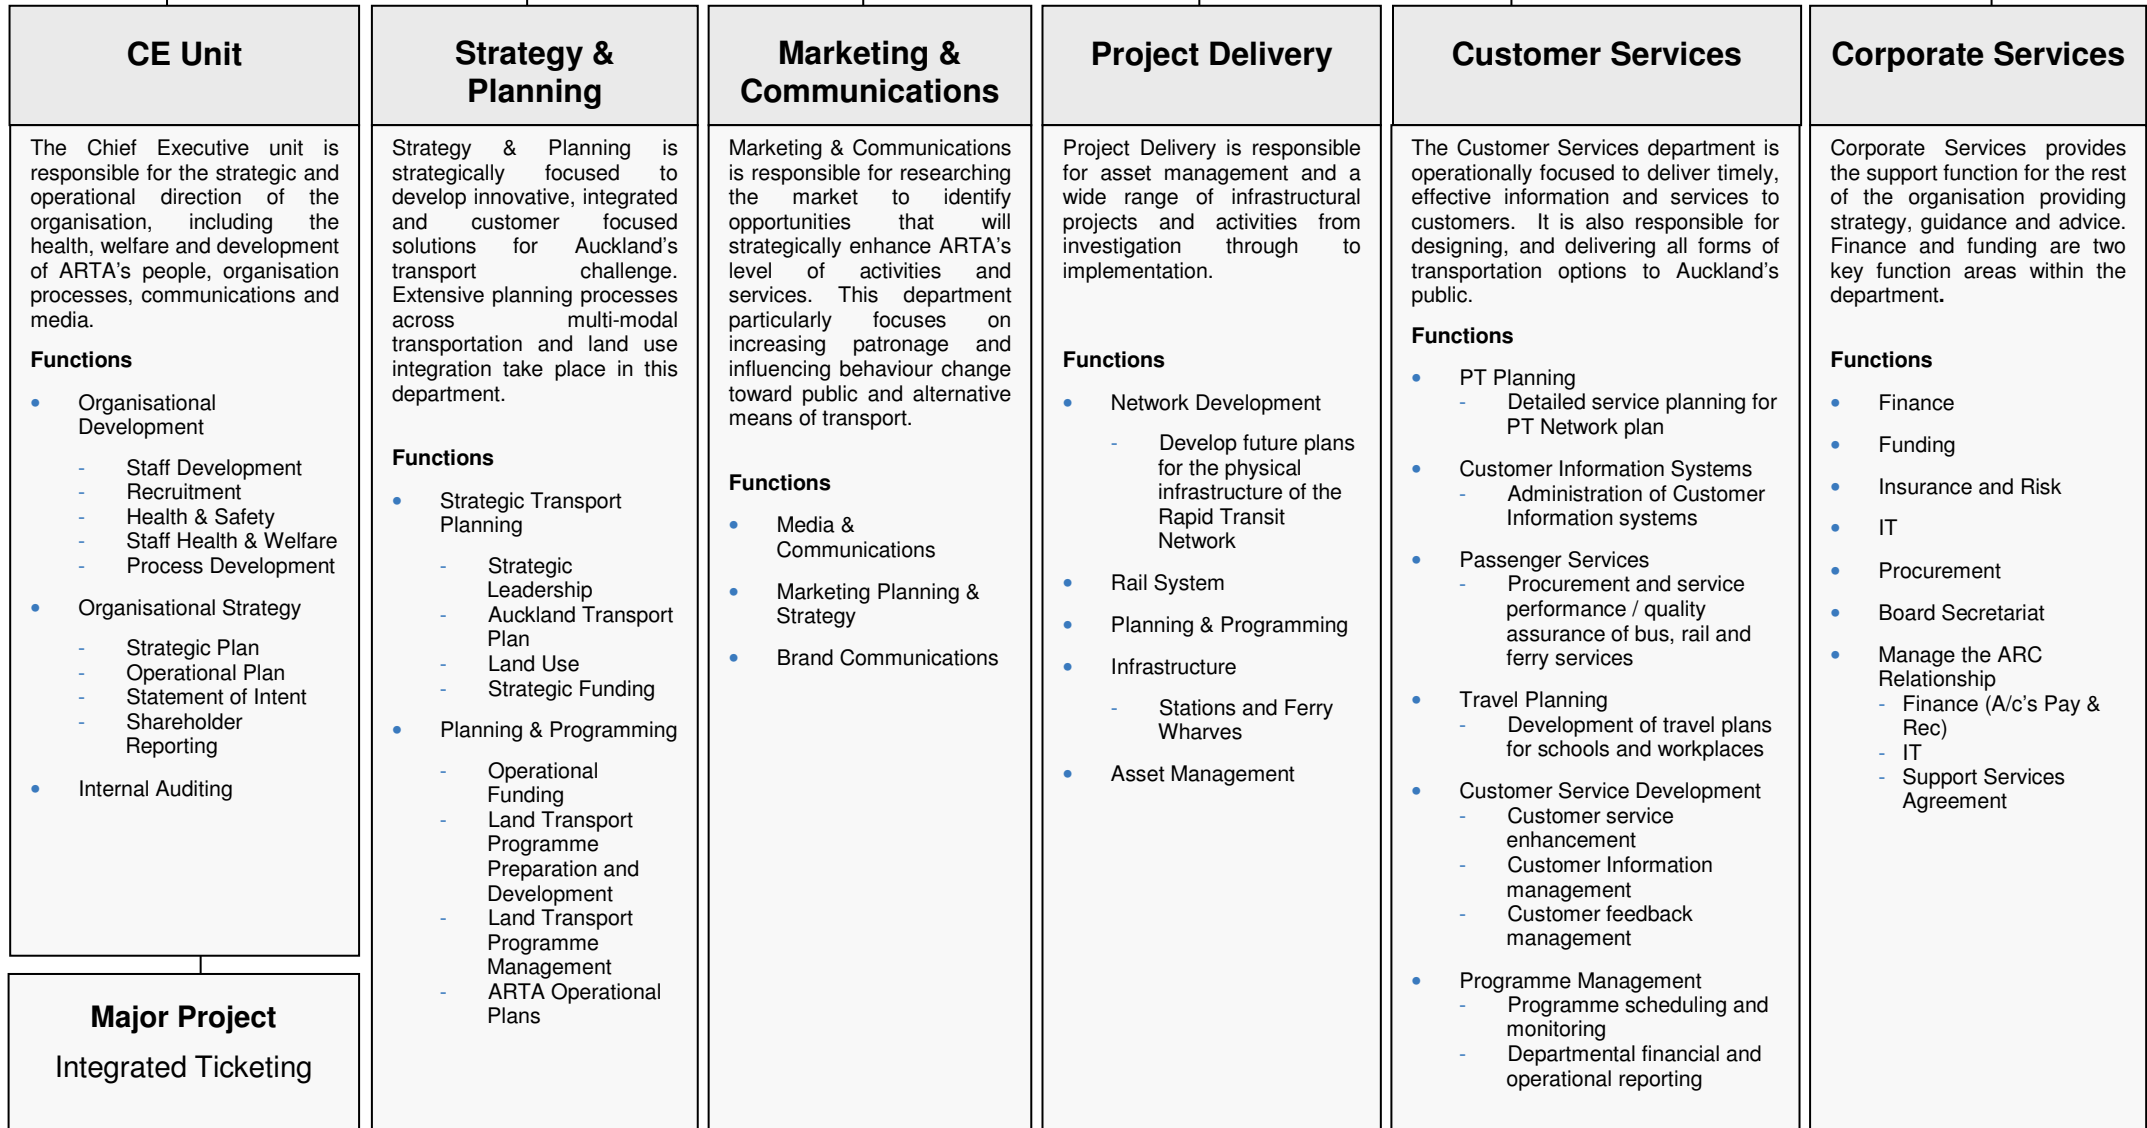 CE Unit
The Chief Executive unit is
responsible for the strategic and
operational direction of the
organisation, including the
health, welfare and development
of ARTA’s people, organisation
processes, communications and
media.
Functions
• Organisational
Development
- Staff Development
- Recruitment
- Health & Safety
- Staff Health & Welfare
- Process Development
• Organisational Strategy
- Strategic Plan
- Operational Plan
- Statement of Intent
- Shareholder
Reporting
• Internal Auditing
Major Project
Integrated Ticketing
Strategy &
Planning
Strategy & Planning is
strategically focused to
develop innovative, integrated
and customer focused
solutions for Auckland’s
transport challenge.
Extensive planning processes
across multi-modal
transportation and land use
integration take place in this
department.
Functions
• Strategic Transport
Planning
- Strategic
Leadership
- Auckland Transport
Plan
- Land Use
- Strategic Funding
• Planning & Programming
- Operational
Funding
- Land Transport
Programme
Preparation and
Development
- Land Transport
Programme
Management
- ARTA Operational
Plans
Marketing &
Communications
Marketing & Communications
is responsible for researching
the market to identify
opportunities that will
strategically enhance ARTA’s
level of activities and
services. This department
particularly focuses on
increasing patronage and
influencing behaviour change
toward public and alternative
means of transport.
Functions
• Media &
Communications
• Marketing Planning &
Strategy
• Brand Communications
Project Delivery
Project Delivery is responsible
for asset management and a
wide range of infrastructural
projects and activities from
investigation through to
implementation.
Functions
• Network Development
- Develop future plans
for the physical
infrastructure of the
Rapid Transit
Network
• Rail System
• Planning & Programming
• Infrastructure
- Stations and Ferry
Wharves
• Asset Management
Customer Services
The Customer Services department is
operationally focused to deliver timely,
effective information and services to
customers. It is also responsible for
designing, and delivering all forms of
transportation options to Auckland’s
public.
Functions
• PT Planning
- Detailed service planning for
PT Network plan
• Customer Information Systems
- Administration of Customer
Information systems
• Passenger Services
- Procurement and service
performance / quality
assurance of bus, rail and
ferry services
• Travel Planning
- Development of travel plans
for schools and workplaces
• Customer Service Development
- Customer service
enhancement
- Customer Information
management
- Customer feedback
management
• Programme Management
- Programme scheduling and
monitoring
- Departmental financial and
operational reporting
Corporate Services
Corporate Services provides
the support function for the rest
of the organisation providing
strategy, guidance and advice.
Finance and funding are two
key function areas within the
department.
Functions
• Finance
• Funding
• Insurance and Risk
• IT
• Procurement
• Board Secretariat
• Manage the ARC
Relationship
- Finance (A/c’s Pay &
Rec)
- IT
- Support Services
Agreement